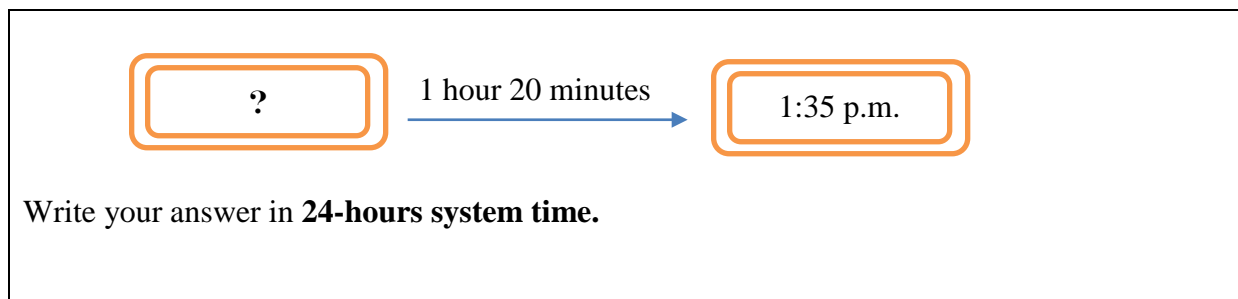 ?
1 hour 20 minutes
1:35 p.m.
Write your answer in 24-hours system time.